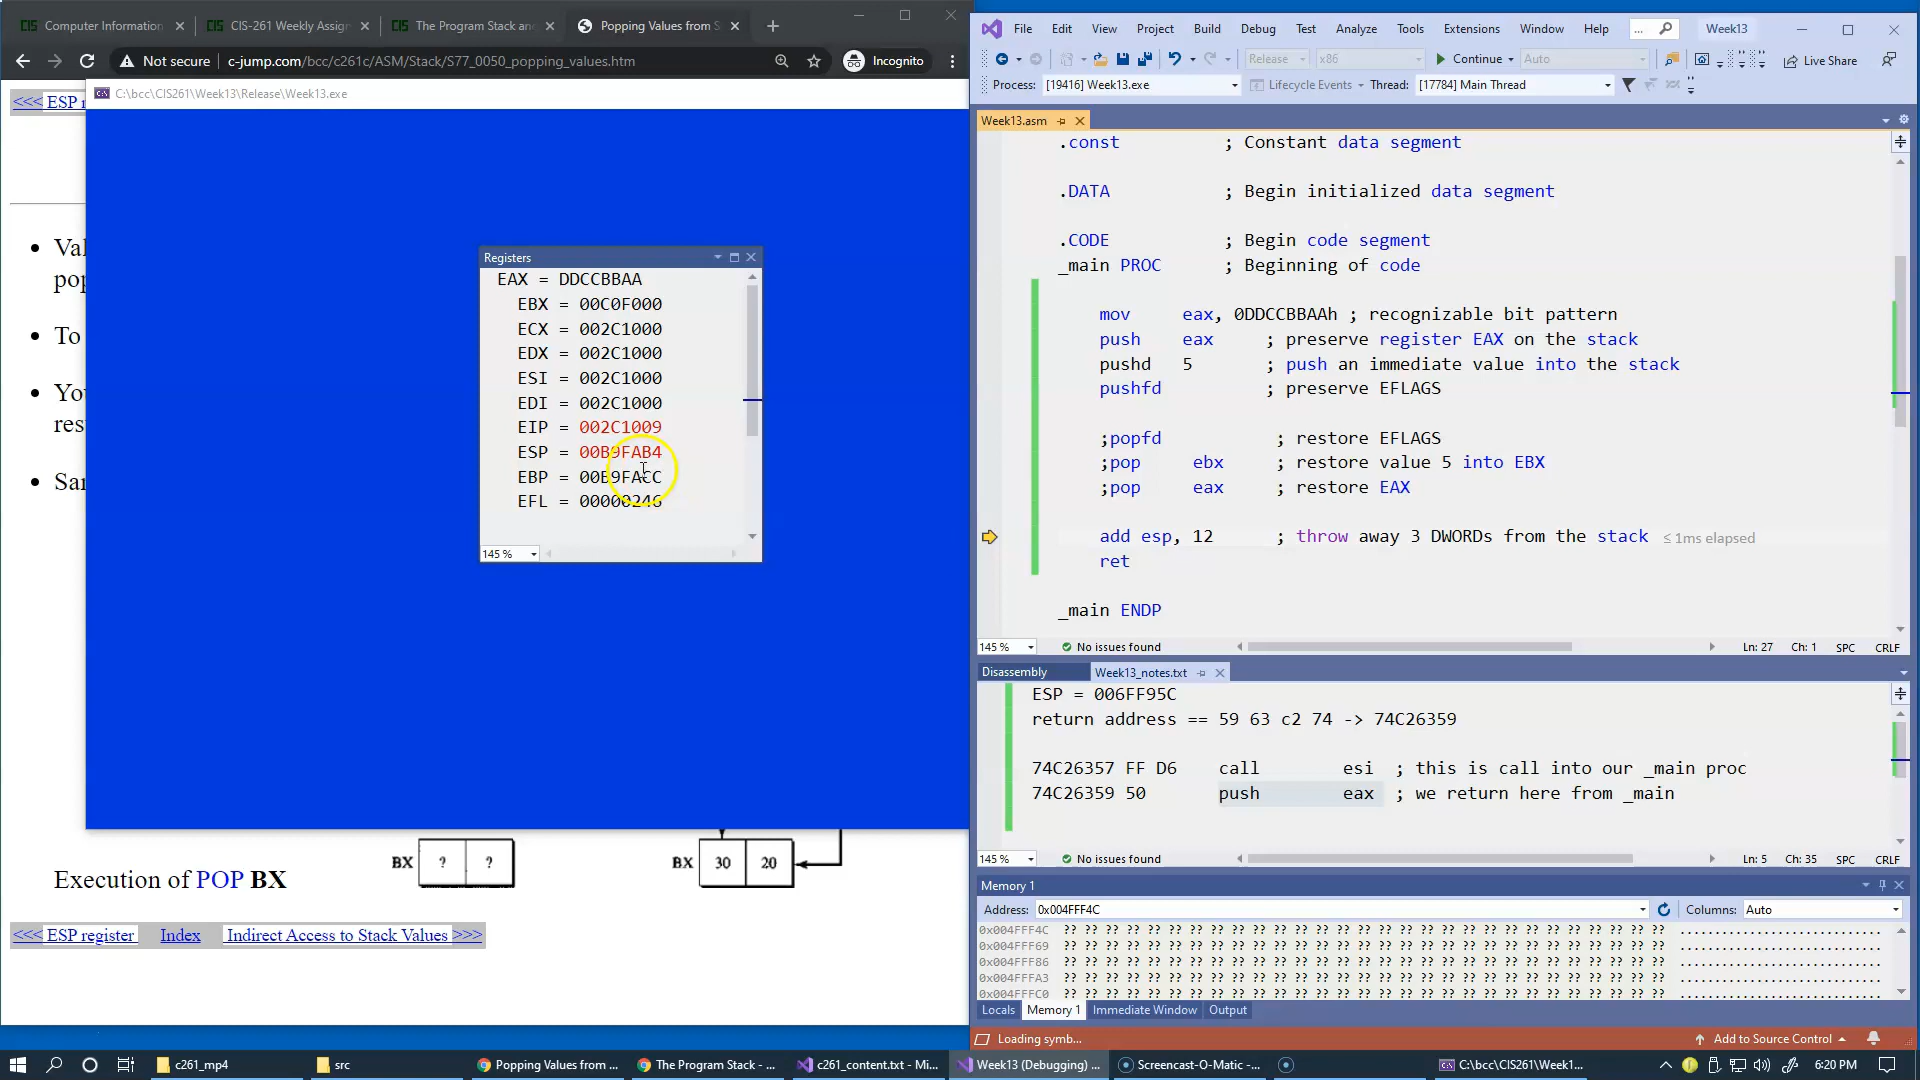 Computer Information
CIS-261 Weekly Assign
The Program Stack an
Popping Values from S
Not secure
c-jump.com/bcc/c261c/ASM/Stack/S77_0050_popping_values.htm
Incognito
<<< ESP r
C:\bcc\CIS261\Week13\Release\Week13.exe
Val
pop
To
You
res
Sar
Registers
EAX = DDCCBBAA
EBX = 00C0F000
ECX = 002C1000
EDX = 002C1000
ESI = 002C1000
EDI = 002C1000
EIP = 002C1009
ESP = 00B9FAB4
EBP = 00B9FACC
EFL = 00000246
145 %
BX ? ?
BX 30 20
Execution of POP BX
<<< ESP register
Index
Indirect Access to Stack Values >>>
File Edit View Project Build Debug Test Analyze Tools Extensions Window Help
...
Week13
Release
x86
Continue
Auto
Live Share
Process: [19416] Week13.exe
Lifecycle Events
Thread: [17784] Main Thread
Week13.asm
.const ; Constant data segment
.DATA ; Begin initialized data segment
.CODE ; Begin code segment
_main PROC ; Beginning of code
mov eax, 0DDCCBBAAh ; recognizable bit pattern
push eax ; preserve register EAX on the stack
pushd 5 ; push an immediate value into the stack
pushfd ; preserve EFLAGS
;popfd ; restore EFLAGS
;pop ebx ; restore value 5 into EBX
;pop eax ; restore EAX
add esp, 12 ; throw away 3 DWORDs from the stack ≤ 1ms elapsed
ret
_main ENDP
145 %
No issues found
Ln: 27 Ch: 1 SPC CRLF
Disassembly
Week13_notes.txt
ESP = 006FF95C
return address == 59 63 c2 74 -> 74C26359
74C26357 FF D6 call esi ; this is call into our _main proc
74C26359 50 push eax ; we return here from _main
145 %
No issues found
Ln: 5 Ch: 35 SPC CRLF
Memory 1
Address: 0x004FFF4C
Columns: Auto
0x004FFF4C ?? ?? ?? ?? ?? ?? ?? ?? ?? ?? ?? ?? ?? ?? ?? ?? ?? ?? ?? ?? ?? ?? ?? ?? ?? ?? ?? ?? ?? .............................
0x004FFF69 ?? ?? ?? ?? ?? ?? ?? ?? ?? ?? ?? ?? ?? ?? ?? ?? ?? ?? ?? ?? ?? ?? ?? ?? ?? ?? ?? ?? ?? .............................
0x004FFF86 ?? ?? ?? ?? ?? ?? ?? ?? ?? ?? ?? ?? ?? ?? ?? ?? ?? ?? ?? ?? ?? ?? ?? ?? ?? ?? ?? ?? ?? .............................
0x004FFFA3 ?? ?? ?? ?? ?? ?? ?? ?? ?? ?? ?? ?? ?? ?? ?? ?? ?? ?? ?? ?? ?? ?? ?? ?? ?? ?? ?? ?? ?? .............................
0x004FFFC0 ?? ?? ?? ?? ?? ?? ?? ?? ?? ?? ?? ?? ?? ?? ?? ?? ?? ?? ?? ?? ?? ?? ?? ?? ?? ?? ?? ?? ?? .............................
Locals
Memory 1
Immediate Window
Output
Loading symb...
Add to Source Control
c261_mp4
src
Popping Values from ...
The Program Stack - ...
c261_content.txt - Mi...
Week13 (Debugging) ...
Screencast-O-Matic -...
C:\bcc\CIS261\Week1...
6:20 PM